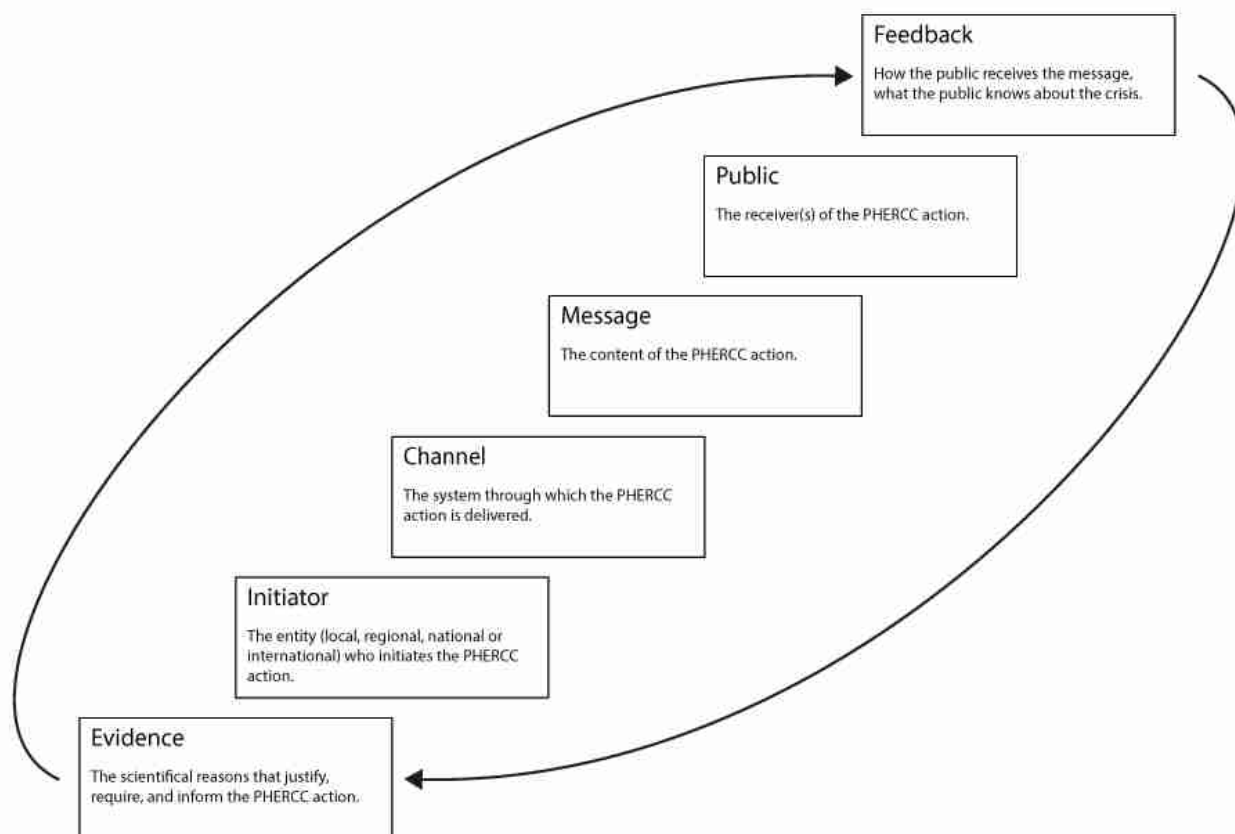 Feedback
How the public receives the message,
what the public knows about the crisis.
Public
The receiver(s) of the PHERCC action.
Message
The content of the PHERCC action.
Channel
The system through which the PHERCC
action is delivered.
Initiator
The entity (local, regional, national or
international) who initiates the PHERCC
action.
Evidence
The scientifical reasons that justify,
require, and inform the PHERCC action.